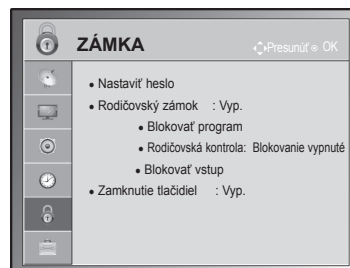 ZÁMKA
Presunúť OK
• Nastaviť heslo
• Rodičovský zámok : Vyp.
• Blokovať program
• Rodičovská kontrola: Blokovanie vypnuté
• Blokovať vstup
• Zamknutie tlačidiel : Vyp.